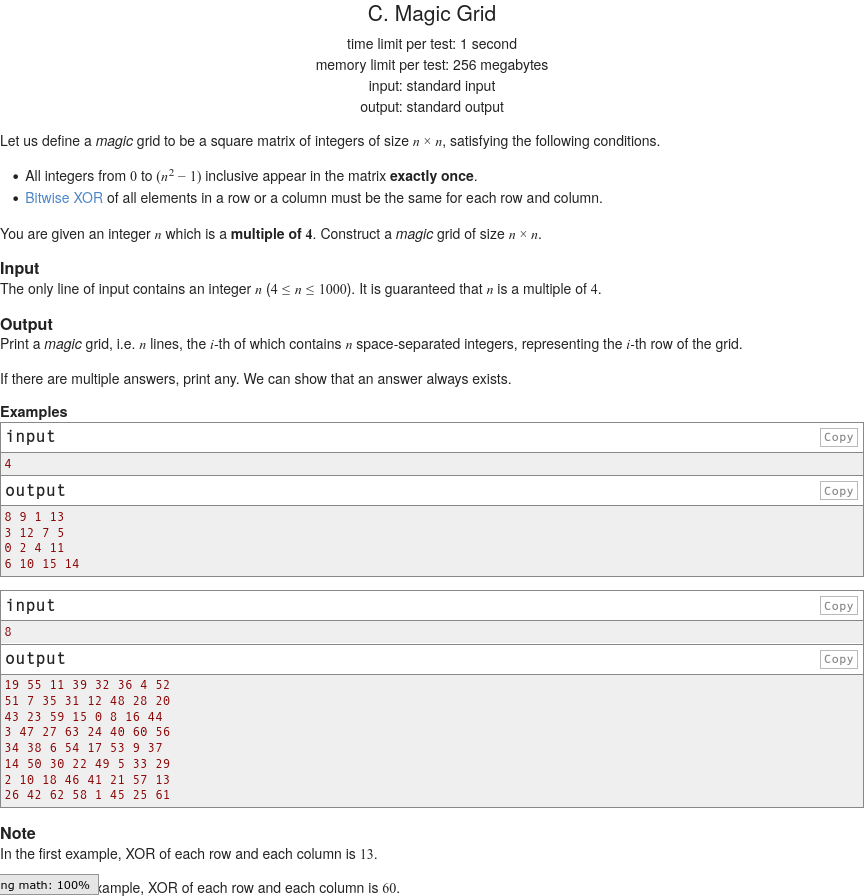 C. Magic Grid
time limit per test: 1 second
memory limit per test: 256 megabytes
input: standard input
output: standard output
Let us define a magic grid to be a square matrix of integers of size n × n, satisfying the following conditions.
• All integers from 0 to (n² − 1) inclusive appear in the matrix exactly once.
• Bitwise XOR of all elements in a row or a column must be the same for each row and column.
You are given an integer n which is a multiple of 4. Construct a magic grid of size n × n.
Input
The only line of input contains an integer n (4 ≤ n ≤ 1000). It is guaranteed that n is a multiple of 4.
Output
Print a magic grid, i.e. n lines, the i-th of which contains n space-separated integers, representing the i-th row of the grid.
If there are multiple answers, print any. We can show that an answer always exists.
Examples
input Copy
4
output Copy
8 9 1 13
3 12 7 5
0 2 4 11
6 10 15 14
input Copy
8
output Copy
19 55 11 39 32 36 4 52
51 7 35 31 12 48 28 20
43 23 59 15 0 8 16 44
3 47 27 63 24 40 60 56
34 38 6 54 17 53 9 37
14 50 30 22 49 5 33 29
2 10 18 46 41 21 57 13
26 42 62 58 1 45 25 61
Note
In the first example, XOR of each row and each column is 13.
ng math: 100% xample, XOR of each row and each column is 60.